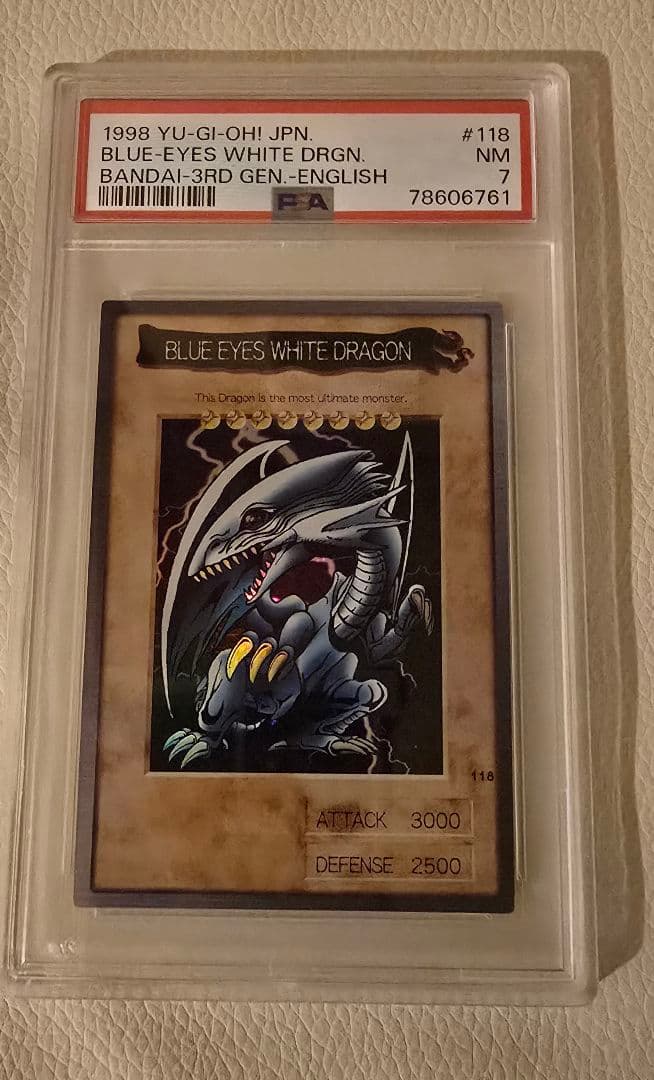 1998 YU-GI-OH! JPN. #118
BLUE-EYES WHITE DRGN. NM
BANDAI-3RD GEN.-ENGLISH 7
PSA 78606761
BLUE EYES WHITE DRAGON
This Dragon is the most ultimate monster.
118
ATTACK 3000
DEFENSE 2500